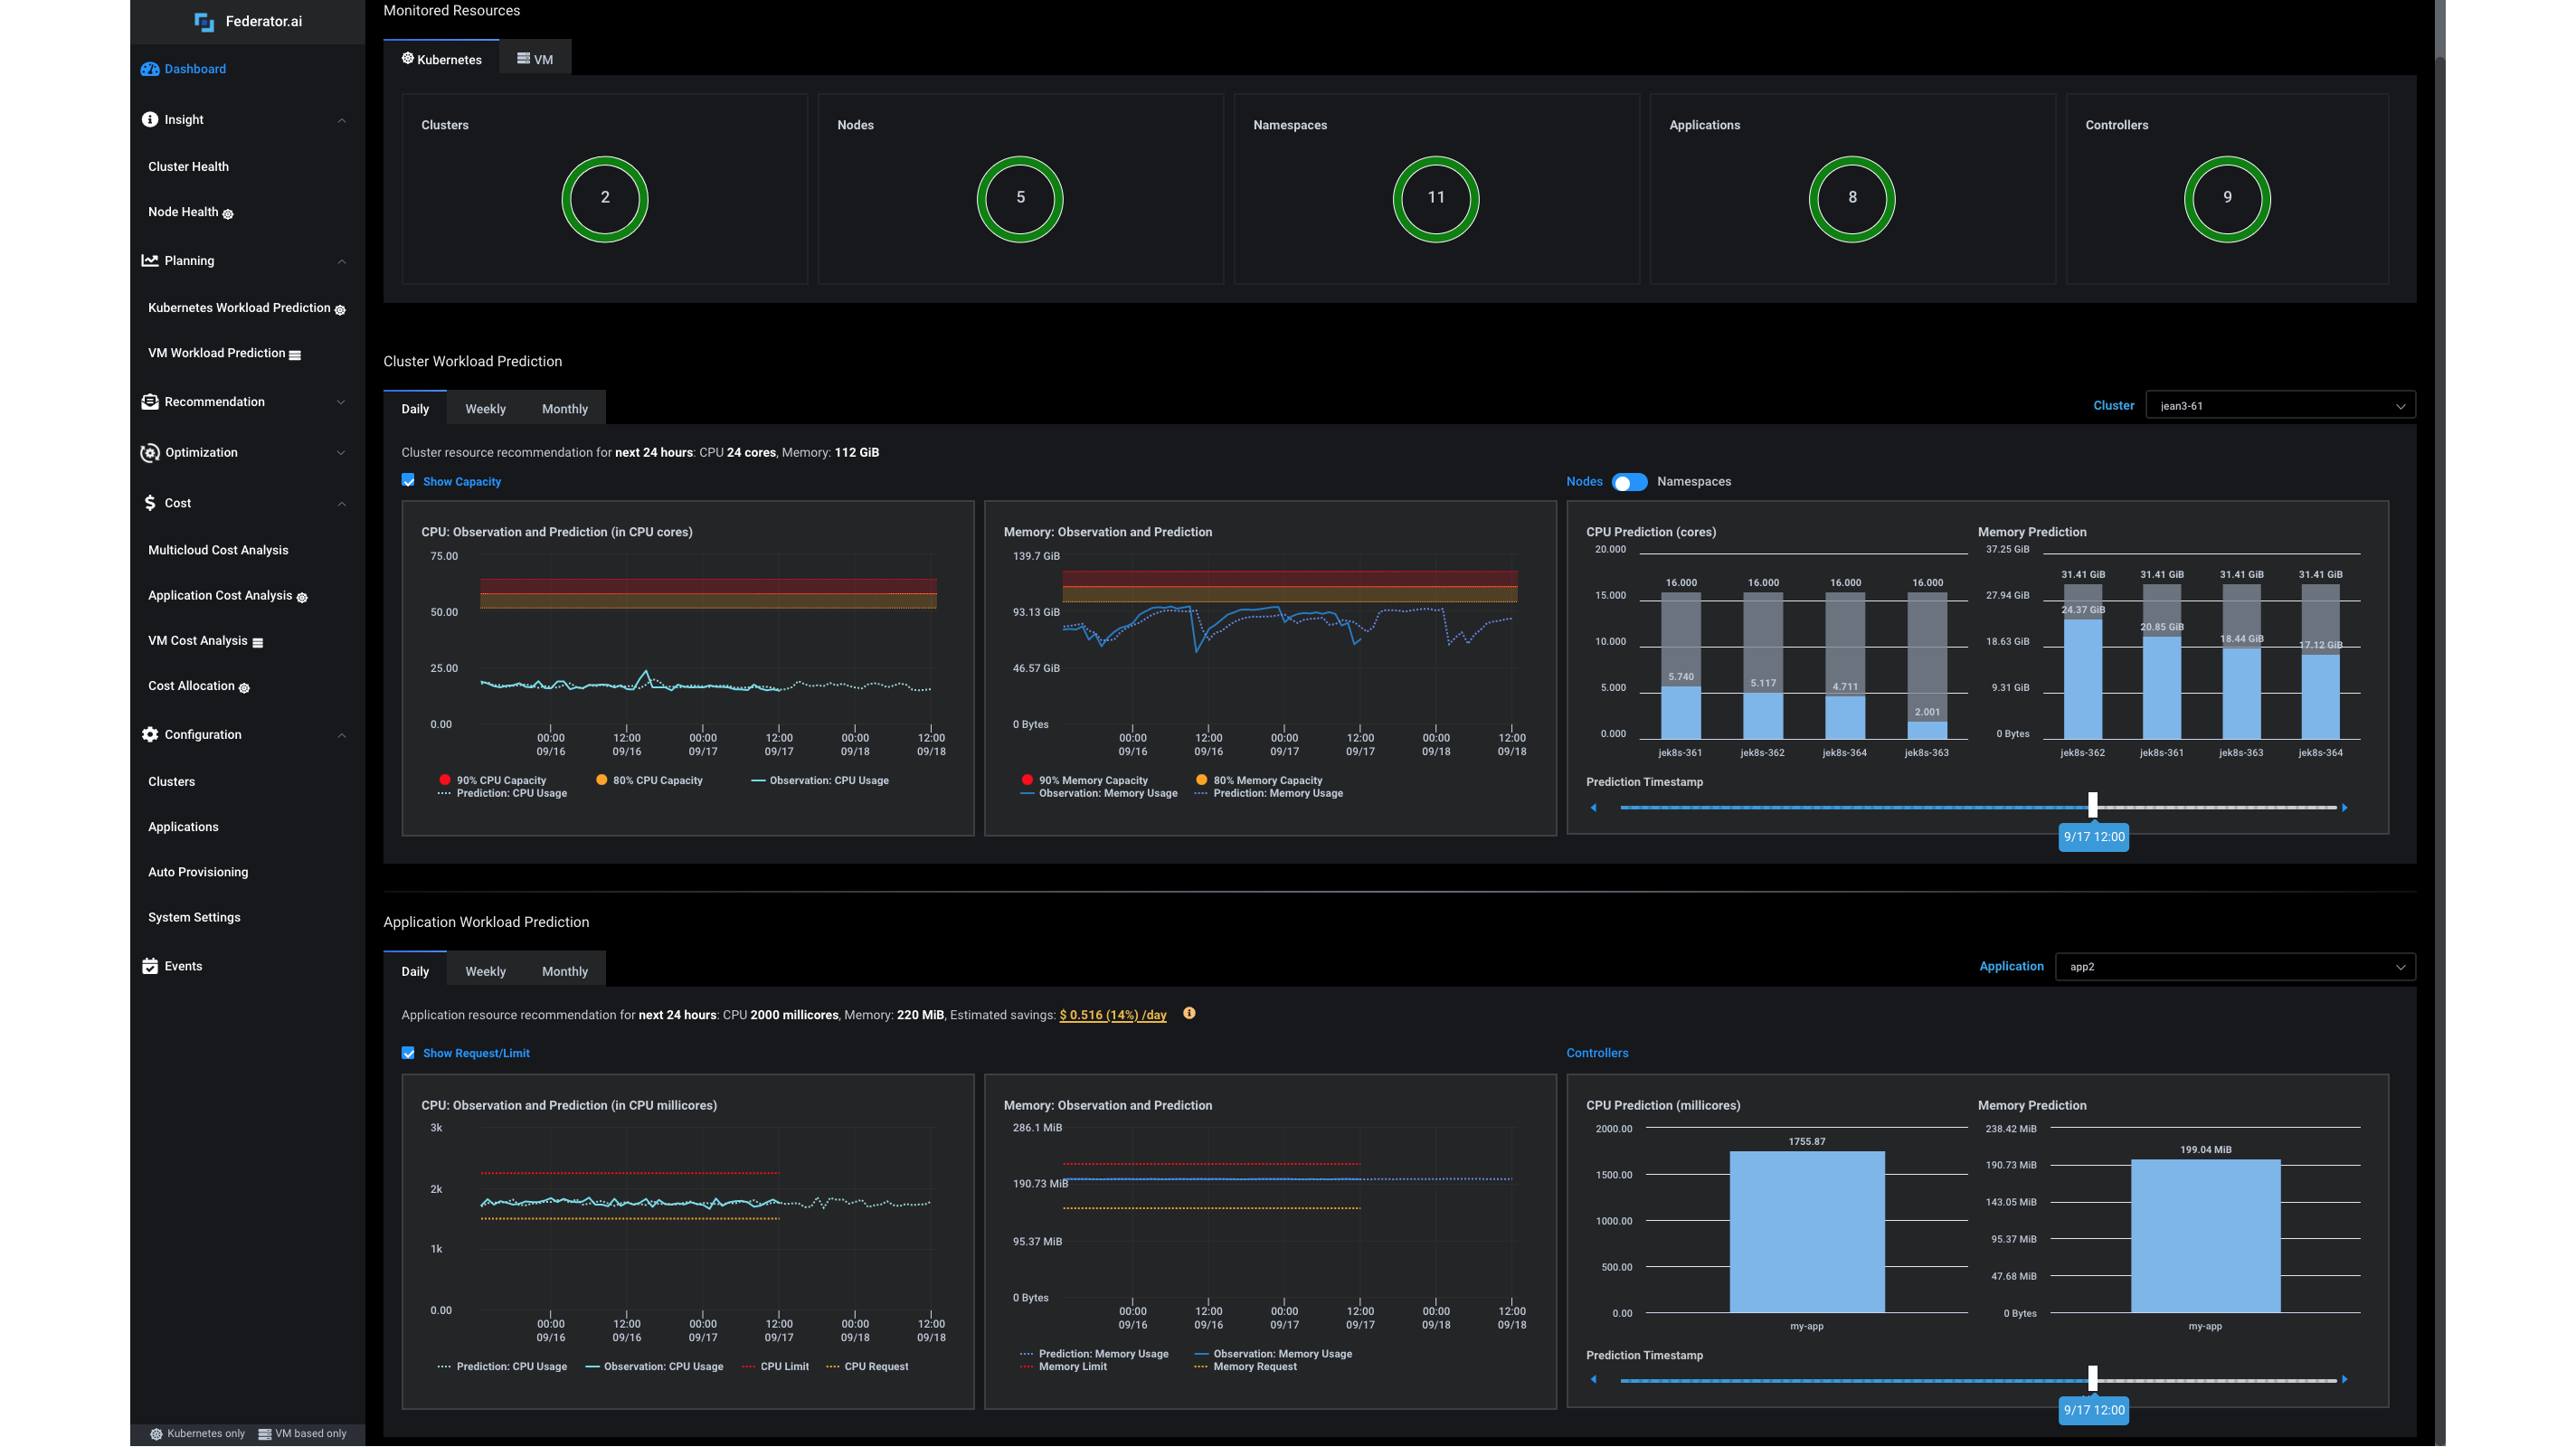 Federator.ai
Dashboard
Insight
Cluster Health
Node Health
Planning
Kubernetes Workload Prediction
VM Workload Prediction
Recommendation
Optimization
Cost
Multicloud Cost Analysis
Application Cost Analysis
VM Cost Analysis
Cost Allocation
Configuration
Clusters
Applications
Auto Provisioning
System Settings
Events
Kubernetes only VM based only
Monitored Resources
Kubernetes VM
Clusters Nodes Namespaces Applications Controllers
2 5 11 8 9
Cluster Workload Prediction
Daily Weekly Monthly
Cluster jean3-61
Cluster resource recommendation for next 24 hours: CPU 24 cores, Memory: 112 GiB
Show Capacity
Nodes Namespaces
CPU: Observation and Prediction (in CPU cores)
75.00
50.00
25.00
0.00
00:00 12:00 00:00 12:00 00:00 12:00
09/16 09/16 09/17 09/17 09/18 09/18
90% CPU Capacity 80% CPU Capacity Observation: CPU Usage
Prediction: CPU Usage
Memory: Observation and Prediction
139.7 GiB
93.13 GiB
46.57 GiB
0 Bytes
00:00 12:00 00:00 12:00 00:00 12:00
09/16 09/16 09/17 09/17 09/18 09/18
90% Memory Capacity 80% Memory Capacity
Observation: Memory Usage Prediction: Memory Usage
CPU Prediction (cores)
20.000
15.000
10.000
5.000
0.000
16.000 16.000 16.000 16.000
5.740 5.117 4.711 2.001
jek8s-361 jek8s-362 jek8s-364 jek8s-363
Memory Prediction
37.25 GiB
27.94 GiB
18.63 GiB
9.31 GiB
0 Bytes
31.41 GiB 31.41 GiB 31.41 GiB 31.41 GiB
24.37 GiB 20.85 GiB 18.44 GiB 17.12 GiB
jek8s-362 jek8s-361 jek8s-363 jek8s-364
Prediction Timestamp
9/17 12:00
Application Workload Prediction
Daily Weekly Monthly
Application app2
Application resource recommendation for next 24 hours: CPU 2000 millicores, Memory: 220 MiB, Estimated savings: $ 0.516 (14%) /day
Show Request/Limit
Controllers
CPU: Observation and Prediction (in CPU millicores)
3k
2k
1k
0.00
00:00 12:00 00:00 12:00 00:00 12:00
09/16 09/16 09/17 09/17 09/18 09/18
Prediction: CPU Usage Observation: CPU Usage CPU Limit CPU Request
Memory: Observation and Prediction
286.1 MiB
190.73 MiB
95.37 MiB
0 Bytes
00:00 12:00 00:00 12:00 00:00 12:00
09/16 09/16 09/17 09/17 09/18 09/18
Prediction: Memory Usage Observation: Memory Usage
Memory Limit Memory Request
CPU Prediction (millicores)
2000.00
1500.00
1000.00
500.00
0.00
1755.87
my-app
Memory Prediction
238.42 MiB
190.73 MiB
143.05 MiB
95.37 MiB
47.68 MiB
0 Bytes
199.04 MiB
my-app
Prediction Timestamp
9/17 12:00